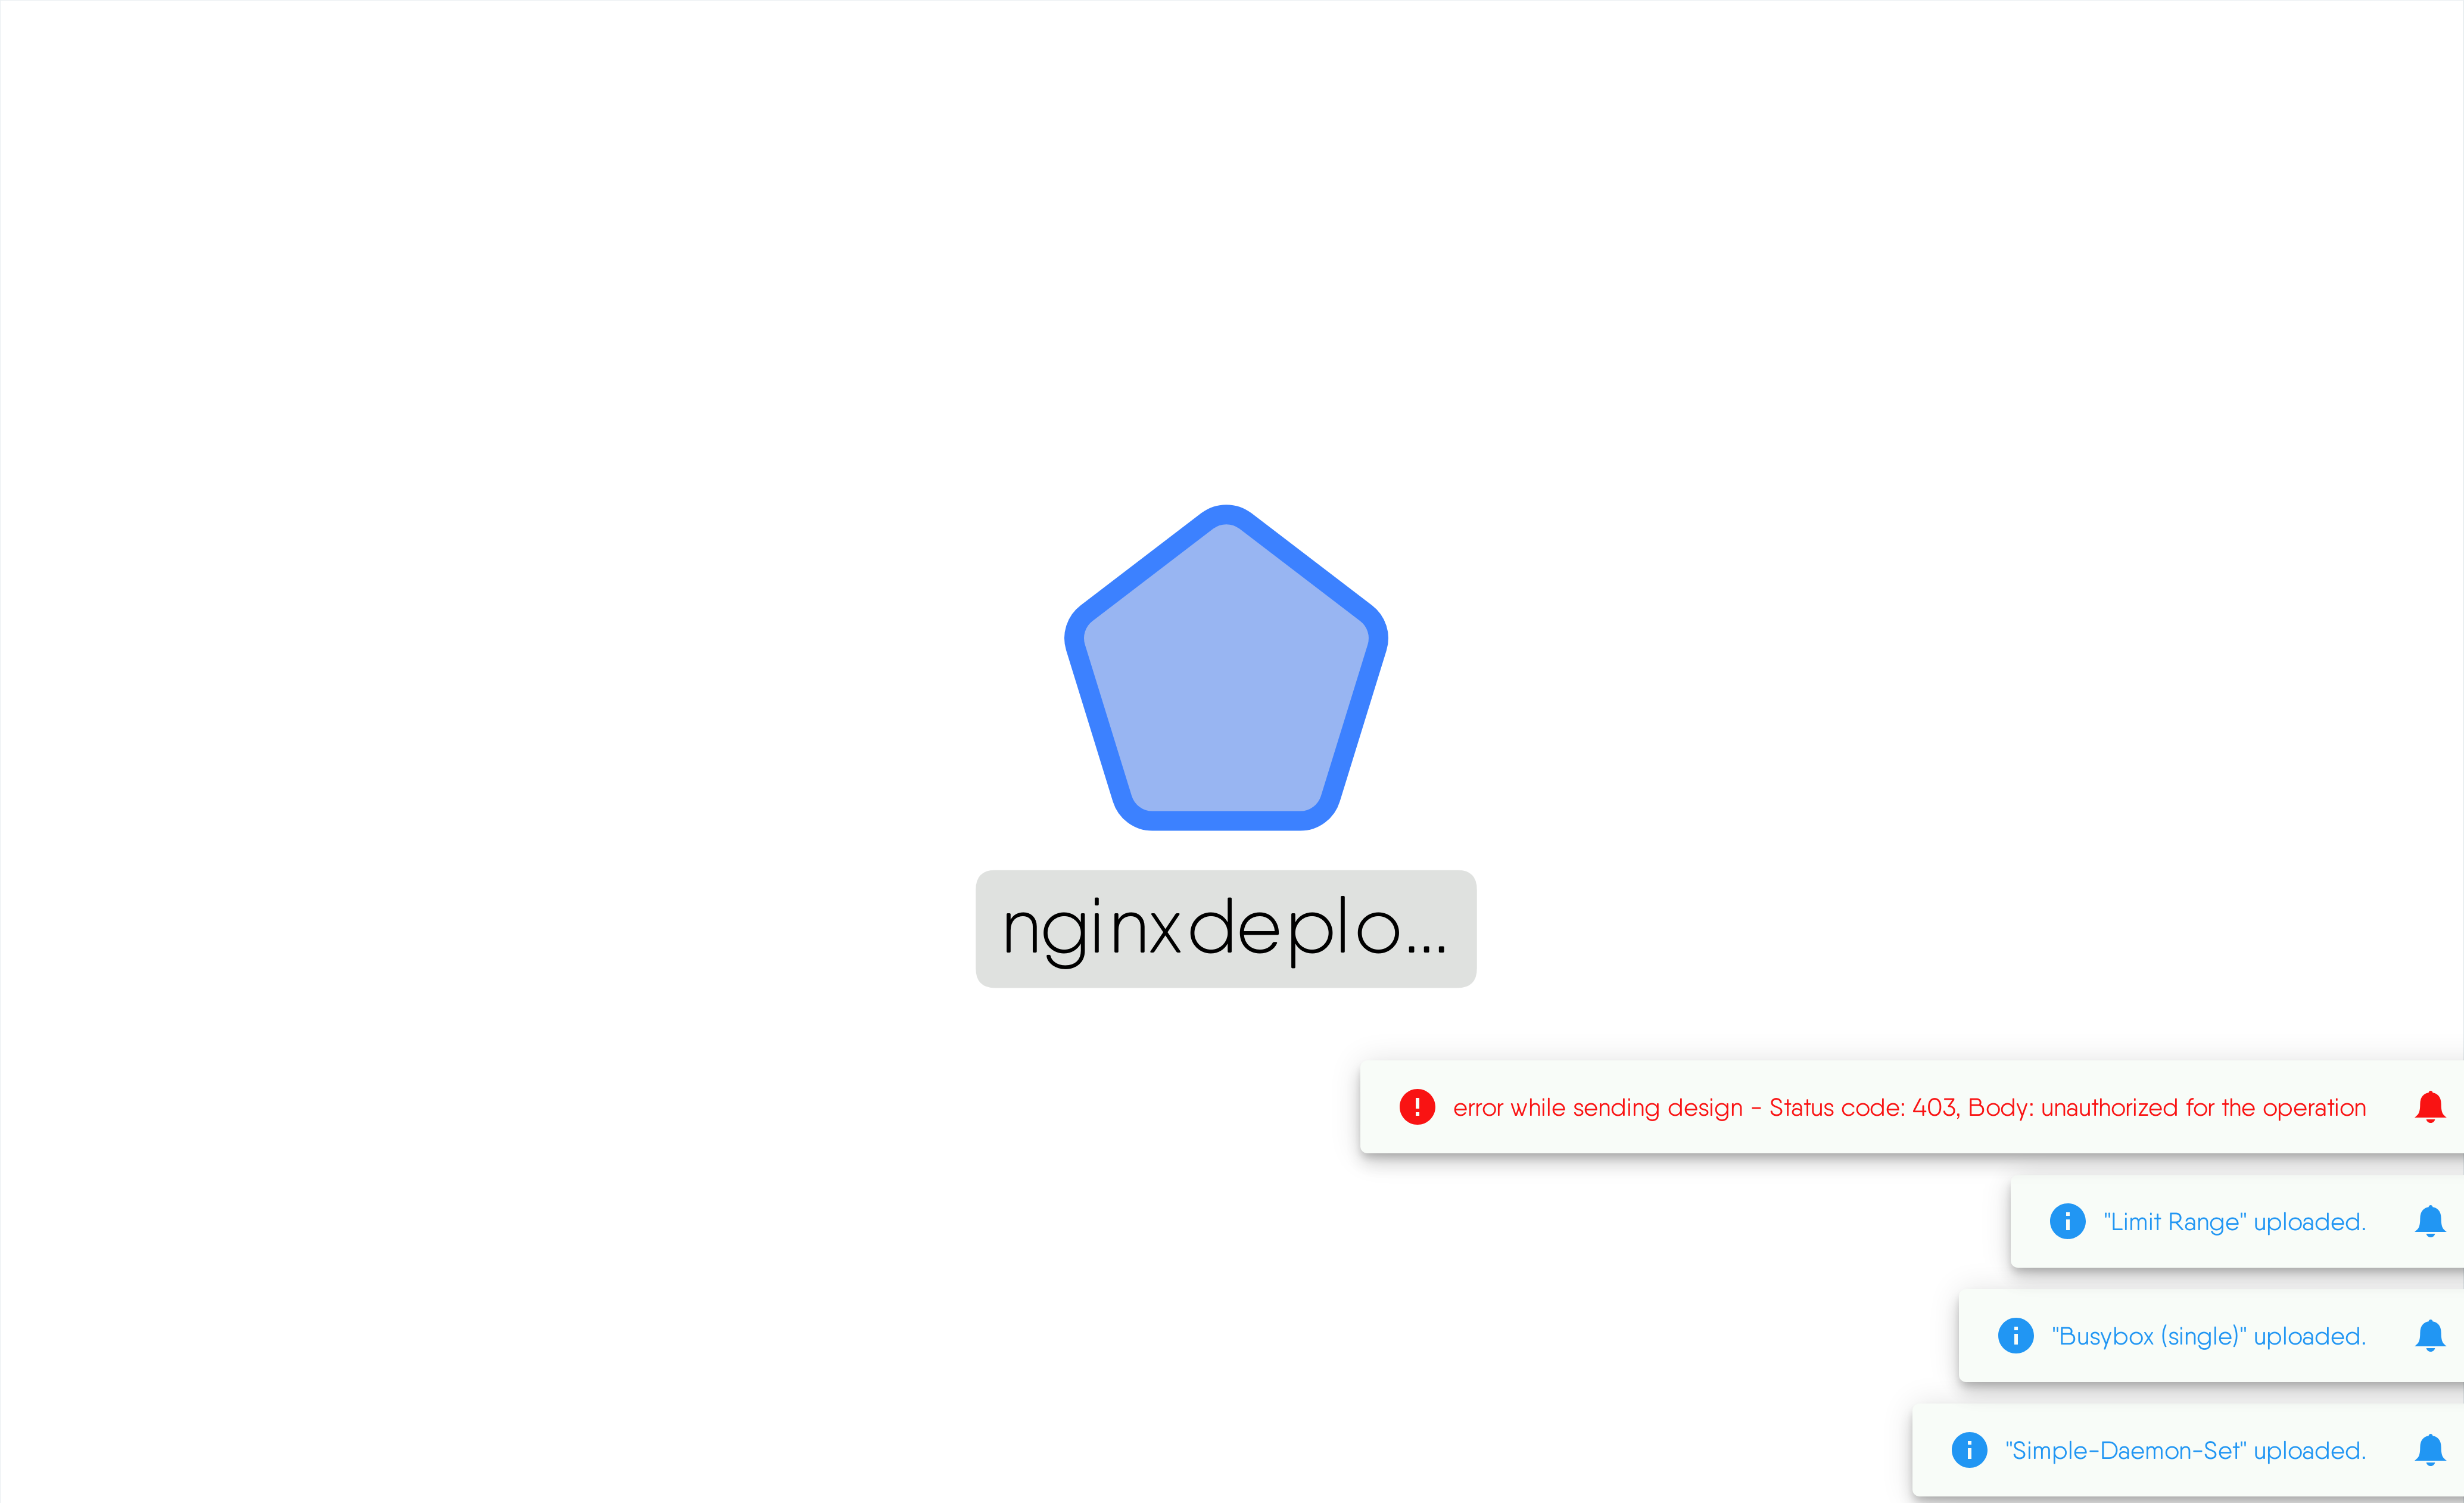 nginxdeplo...
error while sending design - Status code: 403, Body: unauthorized for the operation
"Limit Range" uploaded.
"Busybox (single)" uploaded.
"Simple-Daemon-Set" uploaded.